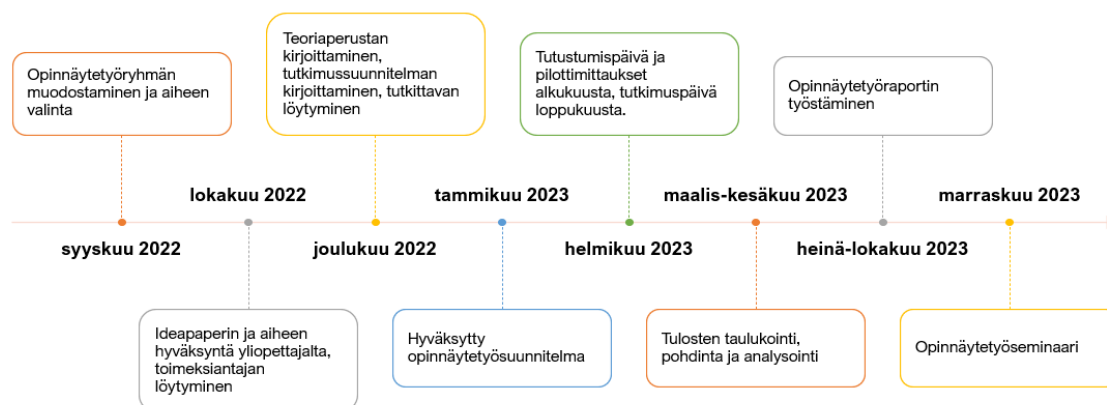 Opinnäytetyöryhmän
muodostaminen ja aiheen
valinta
Teoriaperustan
kirjoittaminen,
tutkimussuunnitelman
kirjoittaminen, tutkittavan
löytyminen
Tutustumispäivä ja
pilottimittaukset
alkukuusta, tutkimuspäivä
loppukuusta.
Opinnäytetyöraportin
työstäminen
lokakuu 2022
tammikuu 2023
maalis-kesäkuu 2023
marraskuu 2023
syyskuu 2022
joulukuu 2022
helmikuu 2023
heinä-lokakuu 2023
Ideapaperin ja aiheen
hyväksyntä yliopettajalta,
toimeksiantajan
löytyminen
Hyväksytty
opinnäytetyösuunnitelma
Tulosten taulukointi,
pohdinta ja analysointi
Opinnäytetyöseminaari